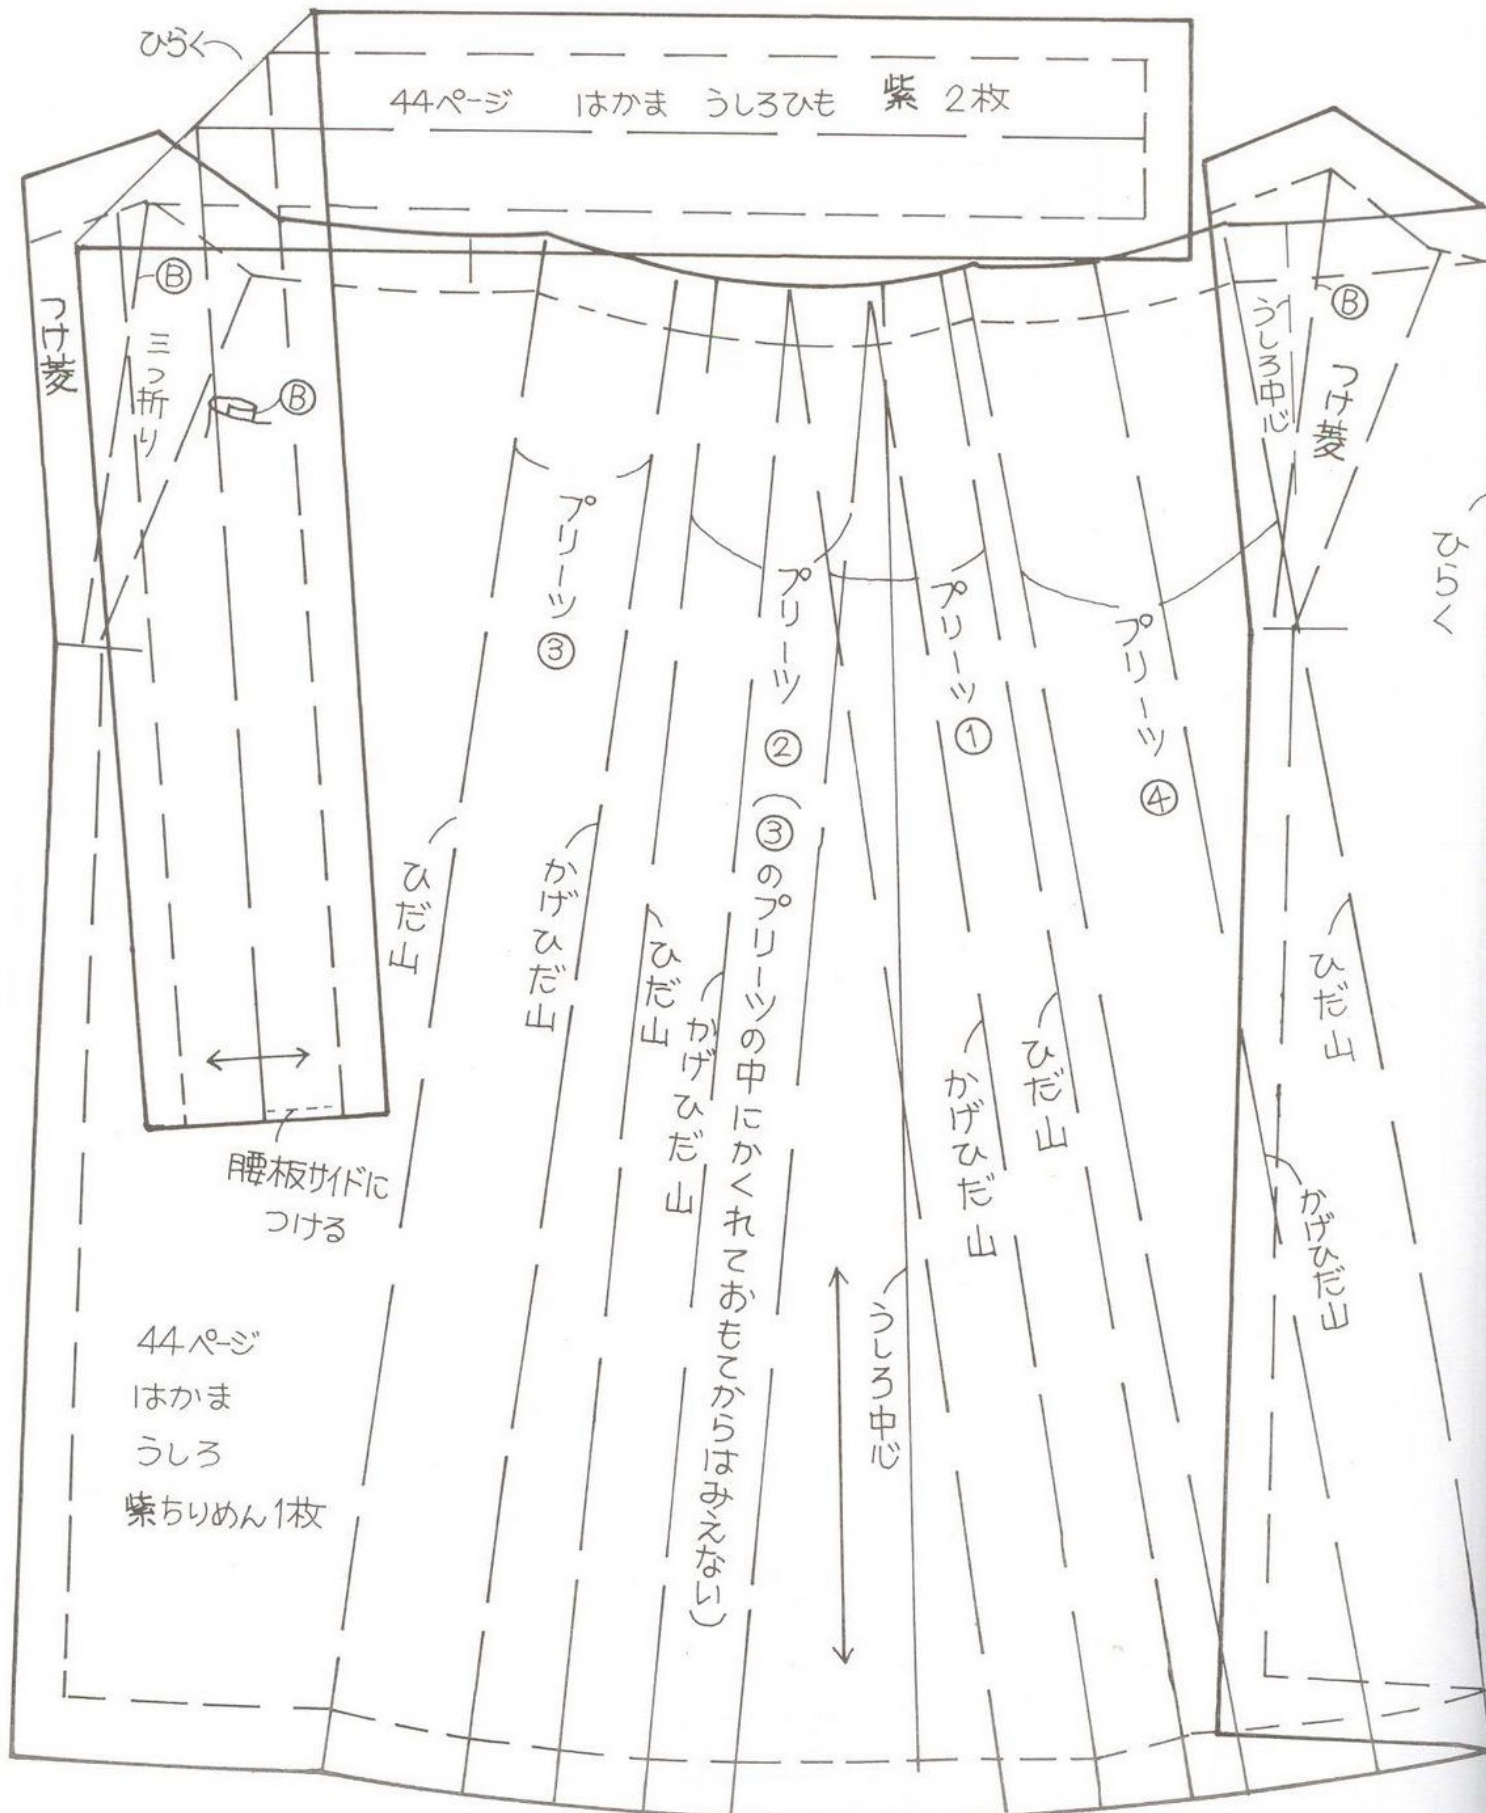 ひらく
44ページ はかま うしろひも 紫 2枚
つけ菱
Ⓑ
三つ折り
Ⓑ
プリーツ③
プリーツ②(③のプリーツの中にかくれておもてからはみえない)
プリーツ①
プリーツ④
うしろ中心
Ⓑ
つけ菱
ひらく
ひだ山
かげひだ山
ひだ山
かげひだ山
うしろ中心
かげひだ山
ひだ山
ひだ山
かげひだ山
腰板サイドに
つける
44ページ
はかま
うしろ
紫ちりめん1枚